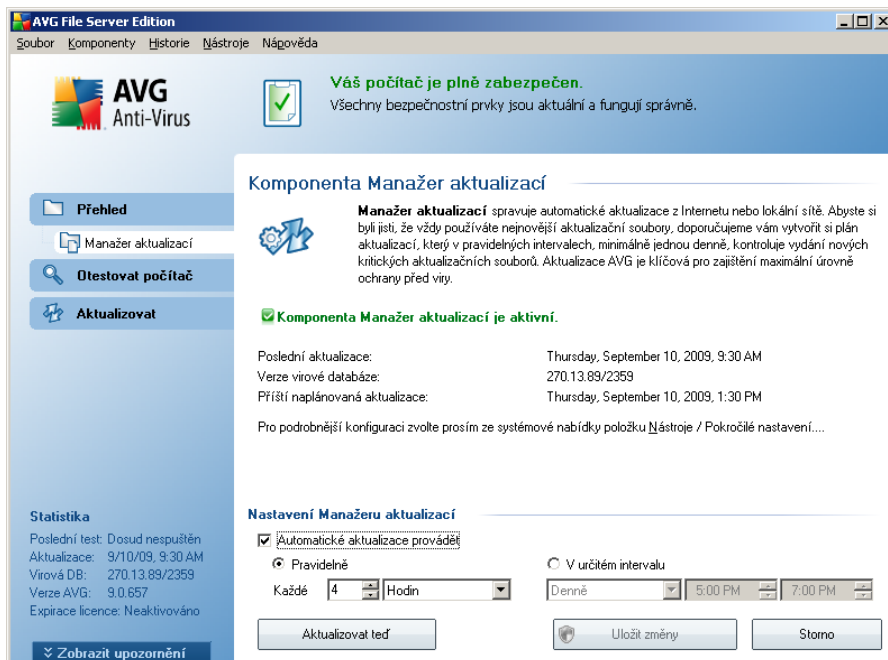 AVG File Server Edition
Soubor Komponenty Historie Nástroje Nápověda
AVG
Anti-Virus
Váš počítač je plně zabezpečen.
Všechny bezpečnostní prvky jsou aktuální a fungují správně.
Přehled
Manažer aktualizací
Otestovat počítač
Aktualizovat
Komponenta Manažer aktualizací
Manažer aktualizací spravuje automatické aktualizace z Internetu nebo lokální sítě. Abyste si
byli jisti, že vždy používáte nejnovější aktualizační soubory, doporučujeme vám vytvořit si plán
aktualizací, který v pravidelných intervalech, minimálně jednou denně, kontroluje vydání nových
kritických aktualizačních souborů. Aktualizace AVG je klíčová pro zajištění maximální úrovně
ochrany před viry.
Komponenta Manažer aktualizací je aktivní.
Poslední aktualizace: Thursday, September 10, 2009, 9:30 AM
Verze virové databáze: 270.13.89/2359
Příští naplánovaná aktualizace: Thursday, September 10, 2009, 1:30 PM
Pro podrobnější konfiguraci zvolte prosím ze systémové nabídky položku Nástroje / Pokročilé nastavení....
Nastavení Manažeru aktualizací
Automatické aktualizace provádět
Pravidelně V určitém intervalu
Každé 4 Hodin Denně 5:00 PM 7:00 PM
Aktualizovat teď Uložit změny Storno
Statistika
Poslední test: Dosud nespuštěn
Aktualizace: 9/10/09, 9:30 AM
Virová DB: 270.13.89/2359
Verze AVG: 9.0.657
Expirace licence: Neaktivováno
Zobrazit upozornění